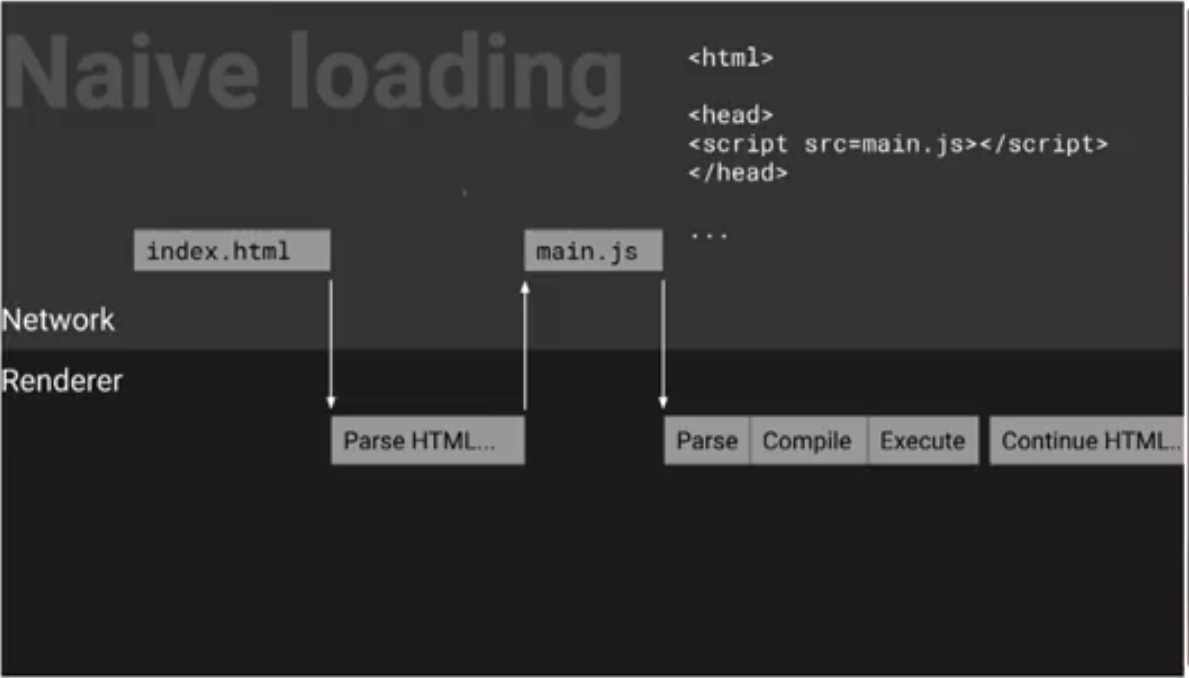 Naive loading
<html>
<head>
<script src=main.js></script>
</head>
...
index.html
main.js
Network
Renderer
Parse HTML...
Parse
Compile
Execute
Continue HTML..